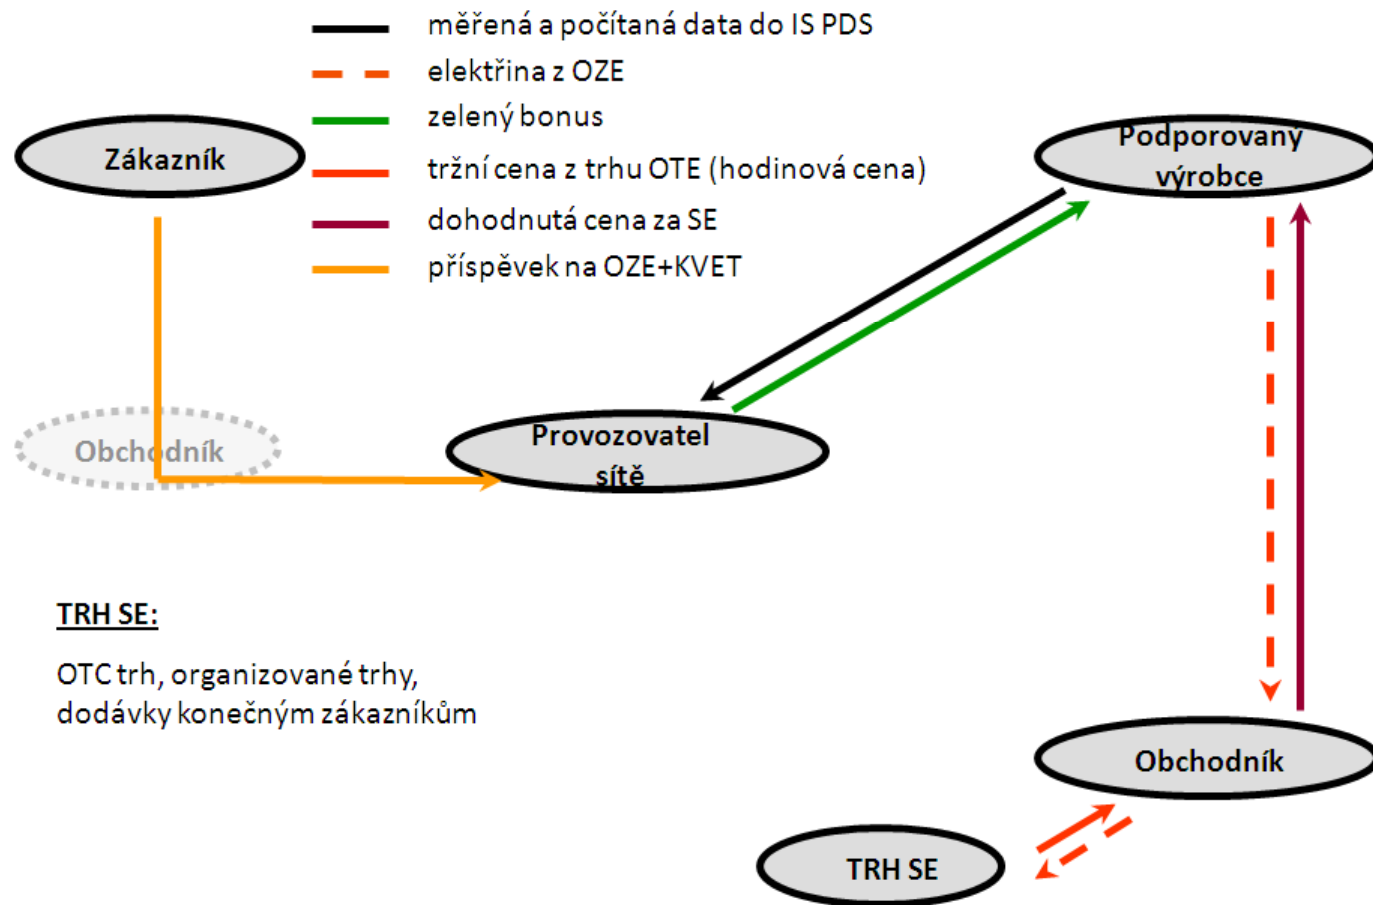 měřená a počítaná data do IS PDS
elektřina z OZE
zelený bonus
tržní cena z trhu OTE (hodinová cena)
dohodnutá cena za SE
příspěvek na OZE+KVET
Zákazník
Podporovaný
výrobce
Obchodník
Provozovatel
sítě
TRH SE:
OTC trh, organizované trhy,
dodávky konečným zákazníkům
Obchodník
TRH SE